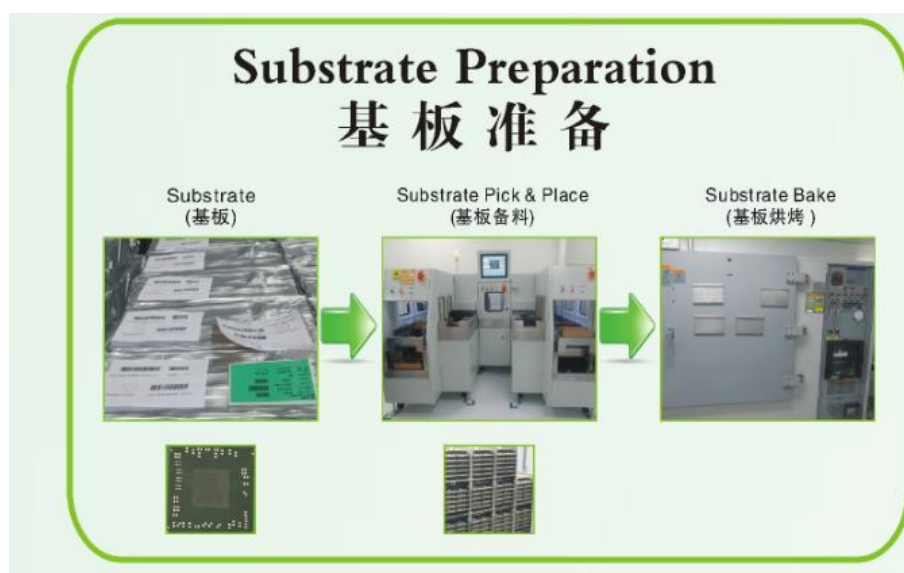 Substrate Preparation
基板准备
Substrate
(基板)
Substrate Pick & Place
(基板备料)
Substrate Bake
(基板烘烤)